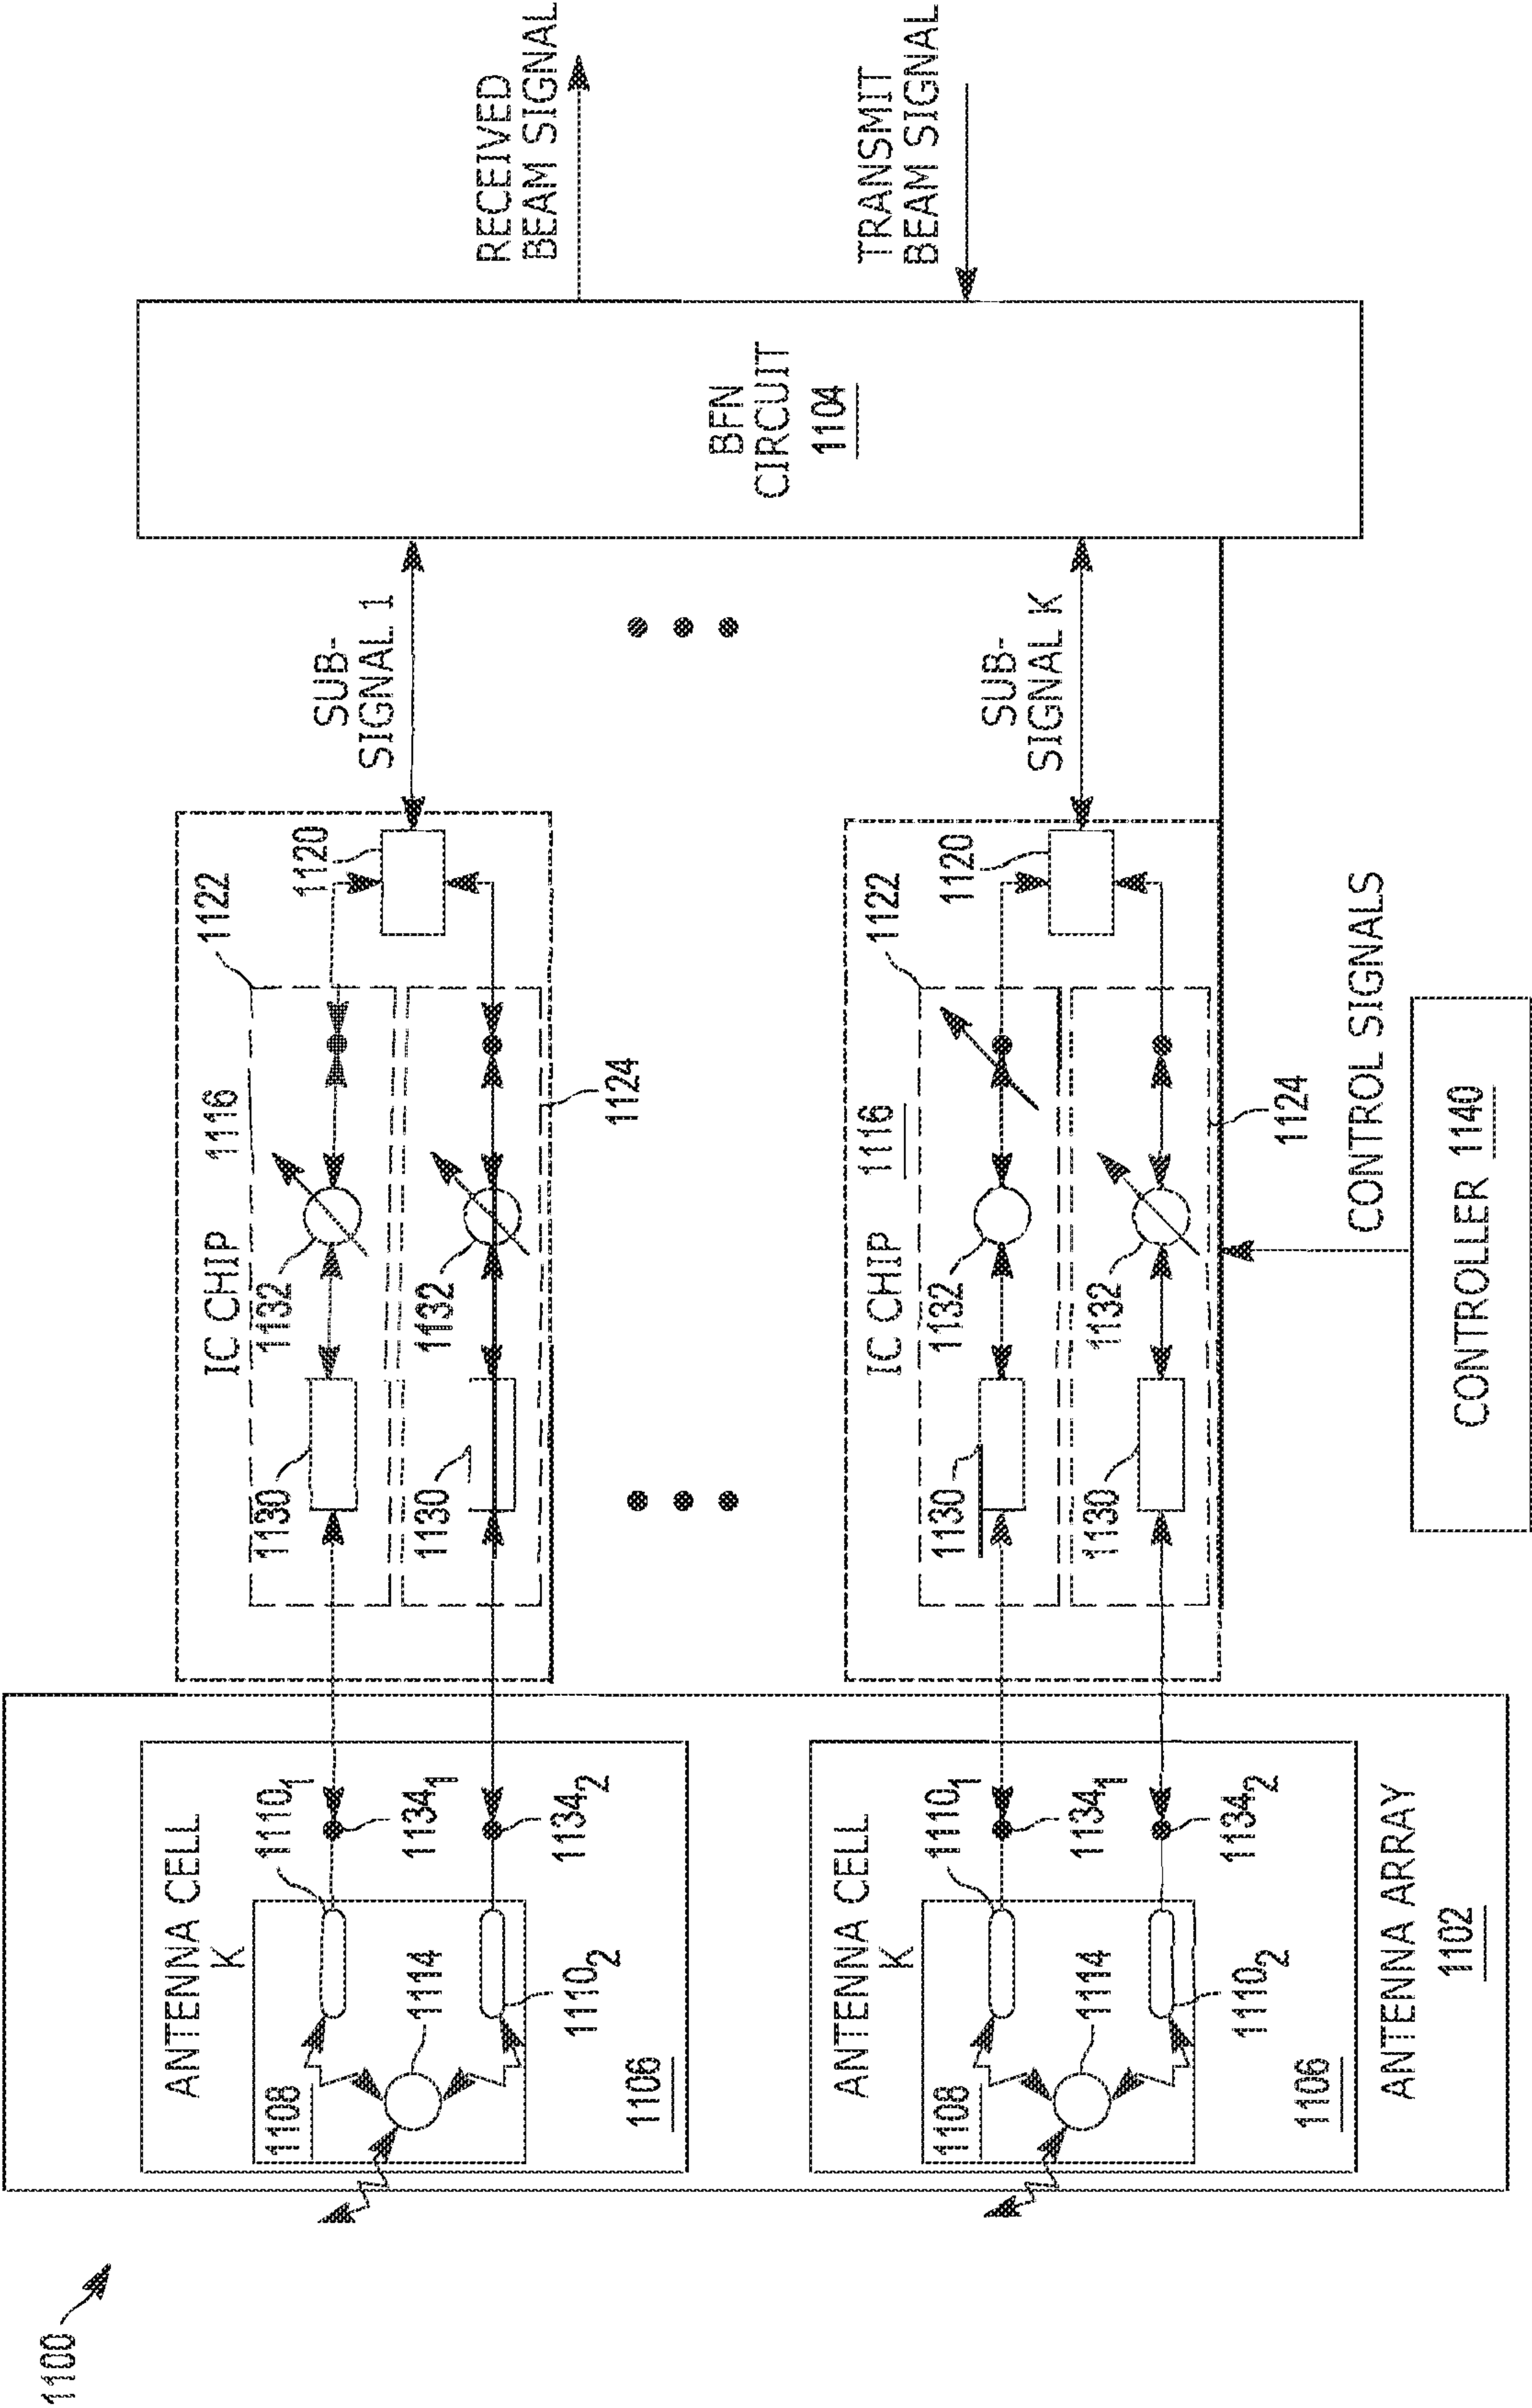 1100
ANTENNA CELL
K
1108
1114
1110₁
1110₂
1134₁
1134₂
1106
ANTENNA CELL
K
1108
1114
1110₁
1110₂
1134₁
1134₂
1106
ANTENNA ARRAY
1102
IC CHIP 1116
1122
1130
1132
1120
1130
1132
1124
IC CHIP 1116
1122
1130
1132
1120
1130
1132
1124
SUB-
SIGNAL 1
SUB-
SIGNAL K
CONTROL SIGNALS
CONTROLLER 1140
BFN
CIRCUIT
1104
RECEIVED
BEAM SIGNAL
TRANSMIT
BEAM SIGNAL